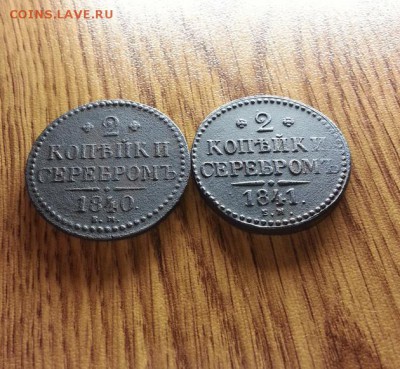 COINS.LAVE.RU
2
КОПѢЙКИ
СЕРЕБРОМЪ
1840.
Е.М.
2
КОПѢЙКИ
СЕРЕБРОМЪ
1841.
Е.М.